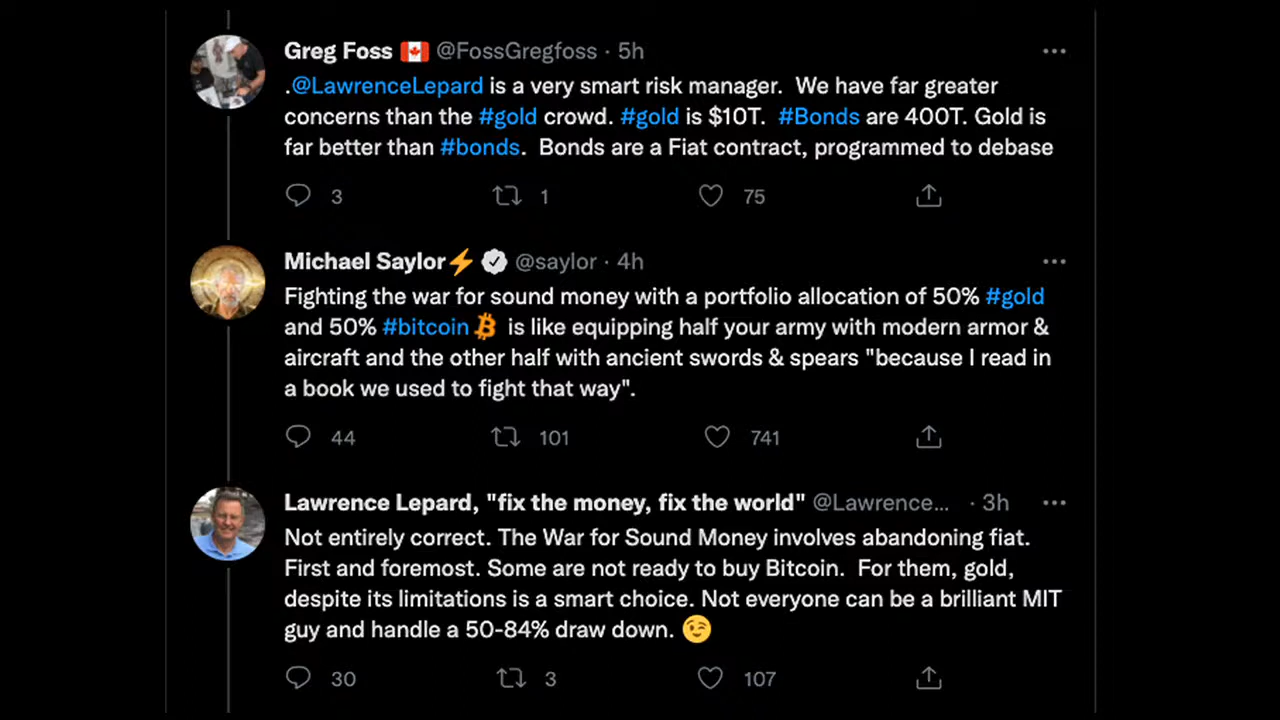 Greg Foss 🇨🇦 @FossGregfoss · 5h
.@LawrenceLepard is a very smart risk manager.  We have far greater
concerns than the #gold crowd. #gold is $10T.  #Bonds are 400T. Gold is
far better than #bonds.  Bonds are a Fiat contract, programmed to debase
3 1 75
Michael Saylor⚡ @saylor · 4h
Fighting the war for sound money with a portfolio allocation of 50% #gold
and 50% #bitcoin is like equipping half your army with modern armor &
aircraft and the other half with ancient swords & spears "because I read in
a book we used to fight that way".
44 101 741
Lawrence Lepard, "fix the money, fix the world" @Lawrence... · 3h
Not entirely correct. The War for Sound Money involves abandoning fiat.
First and foremost. Some are not ready to buy Bitcoin.  For them, gold,
despite its limitations is a smart choice. Not everyone can be a brilliant MIT
guy and handle a 50-84% draw down. 😉
30 3 107